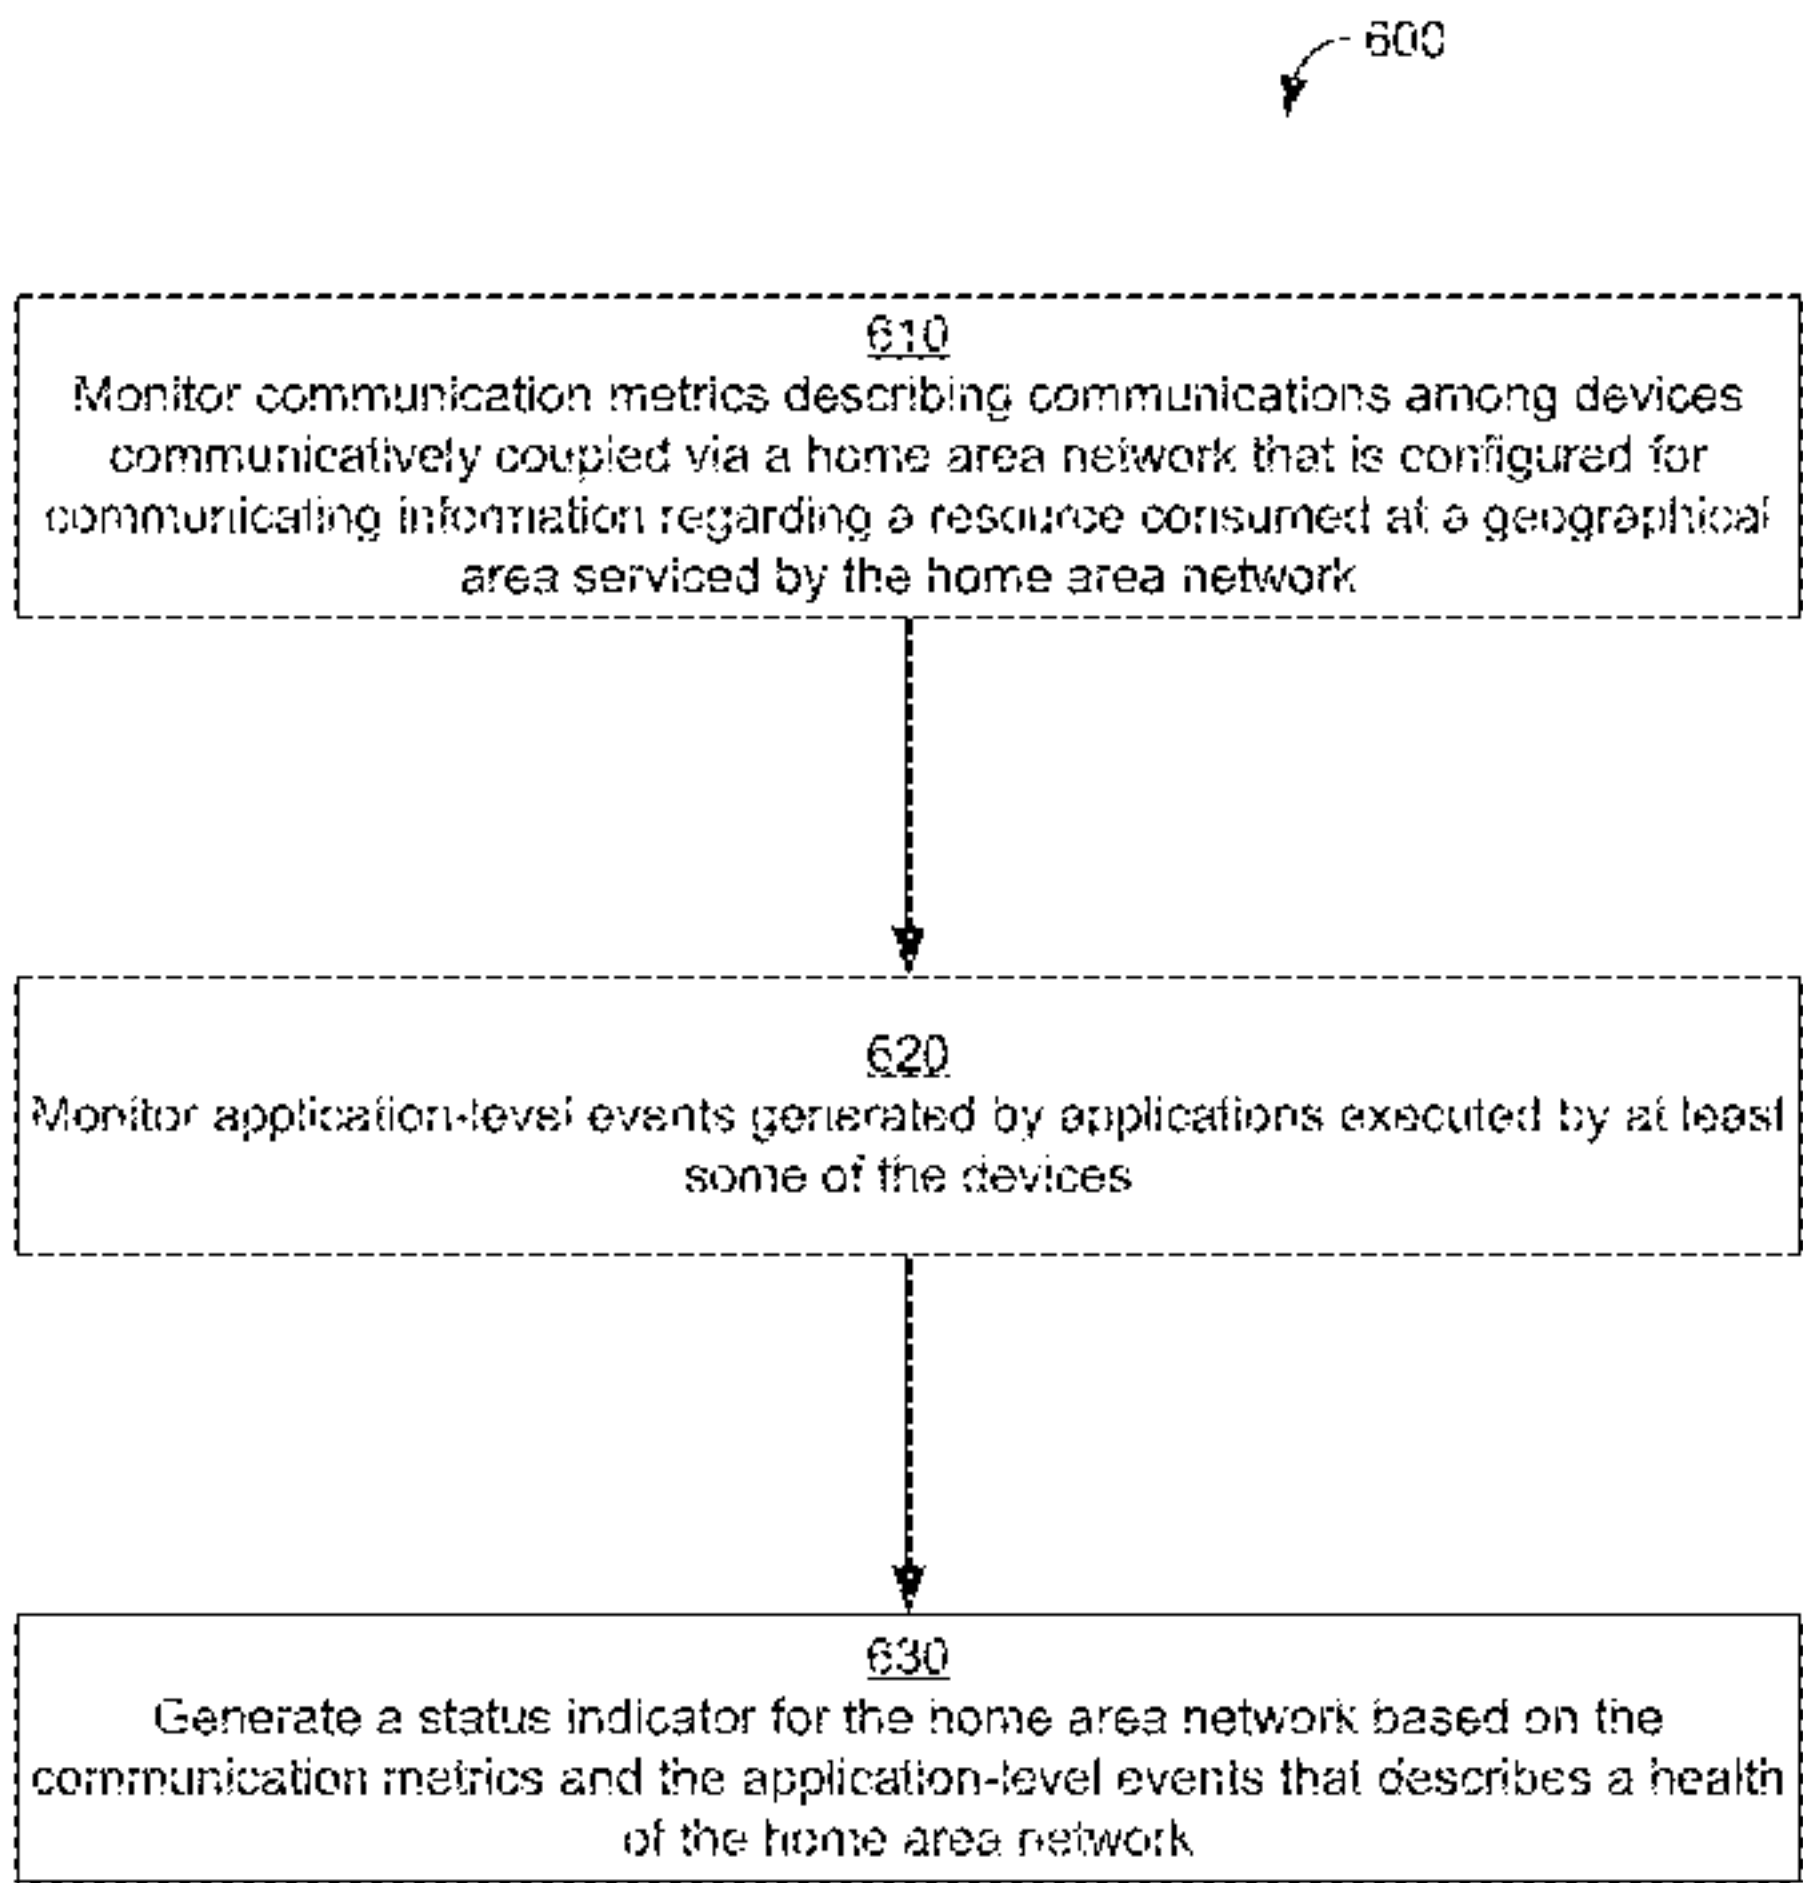 600
610
Monitor communication metrics describing communications among devices
communicatively coupled via a home area network that is configured for
communicating information regarding a resource consumed at a geographical
area serviced by the home area network
620
Monitor application-level events generated by applications executed by at least
some of the devices
630
Generate a status indicator for the home area network based on the
communication metrics and the application-level events that describes a health
of the home area network